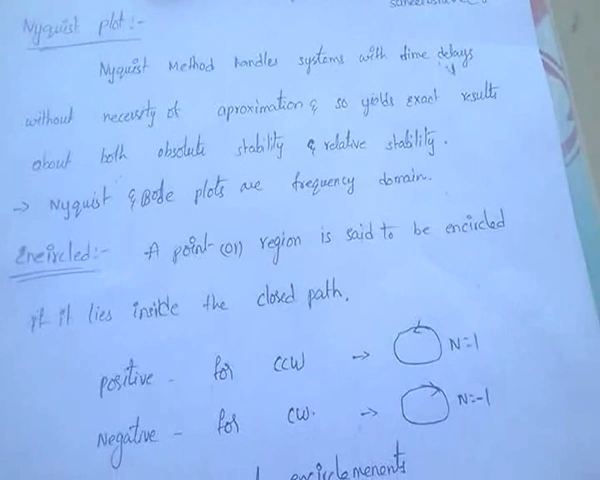 Nyquist plot:-
Nyquist Method handles systems with time delays
without necessity of aproximation & so yields exact results
about both absolute stability & relative stability.
→ Nyquist & Bode plots are frequency domain.
Encircled:- A point (or) region is said to be encircled
if it lies inside the closed path.
positive - for CCW → N=1
Negative - for CW. → N=-1
encirclemenents